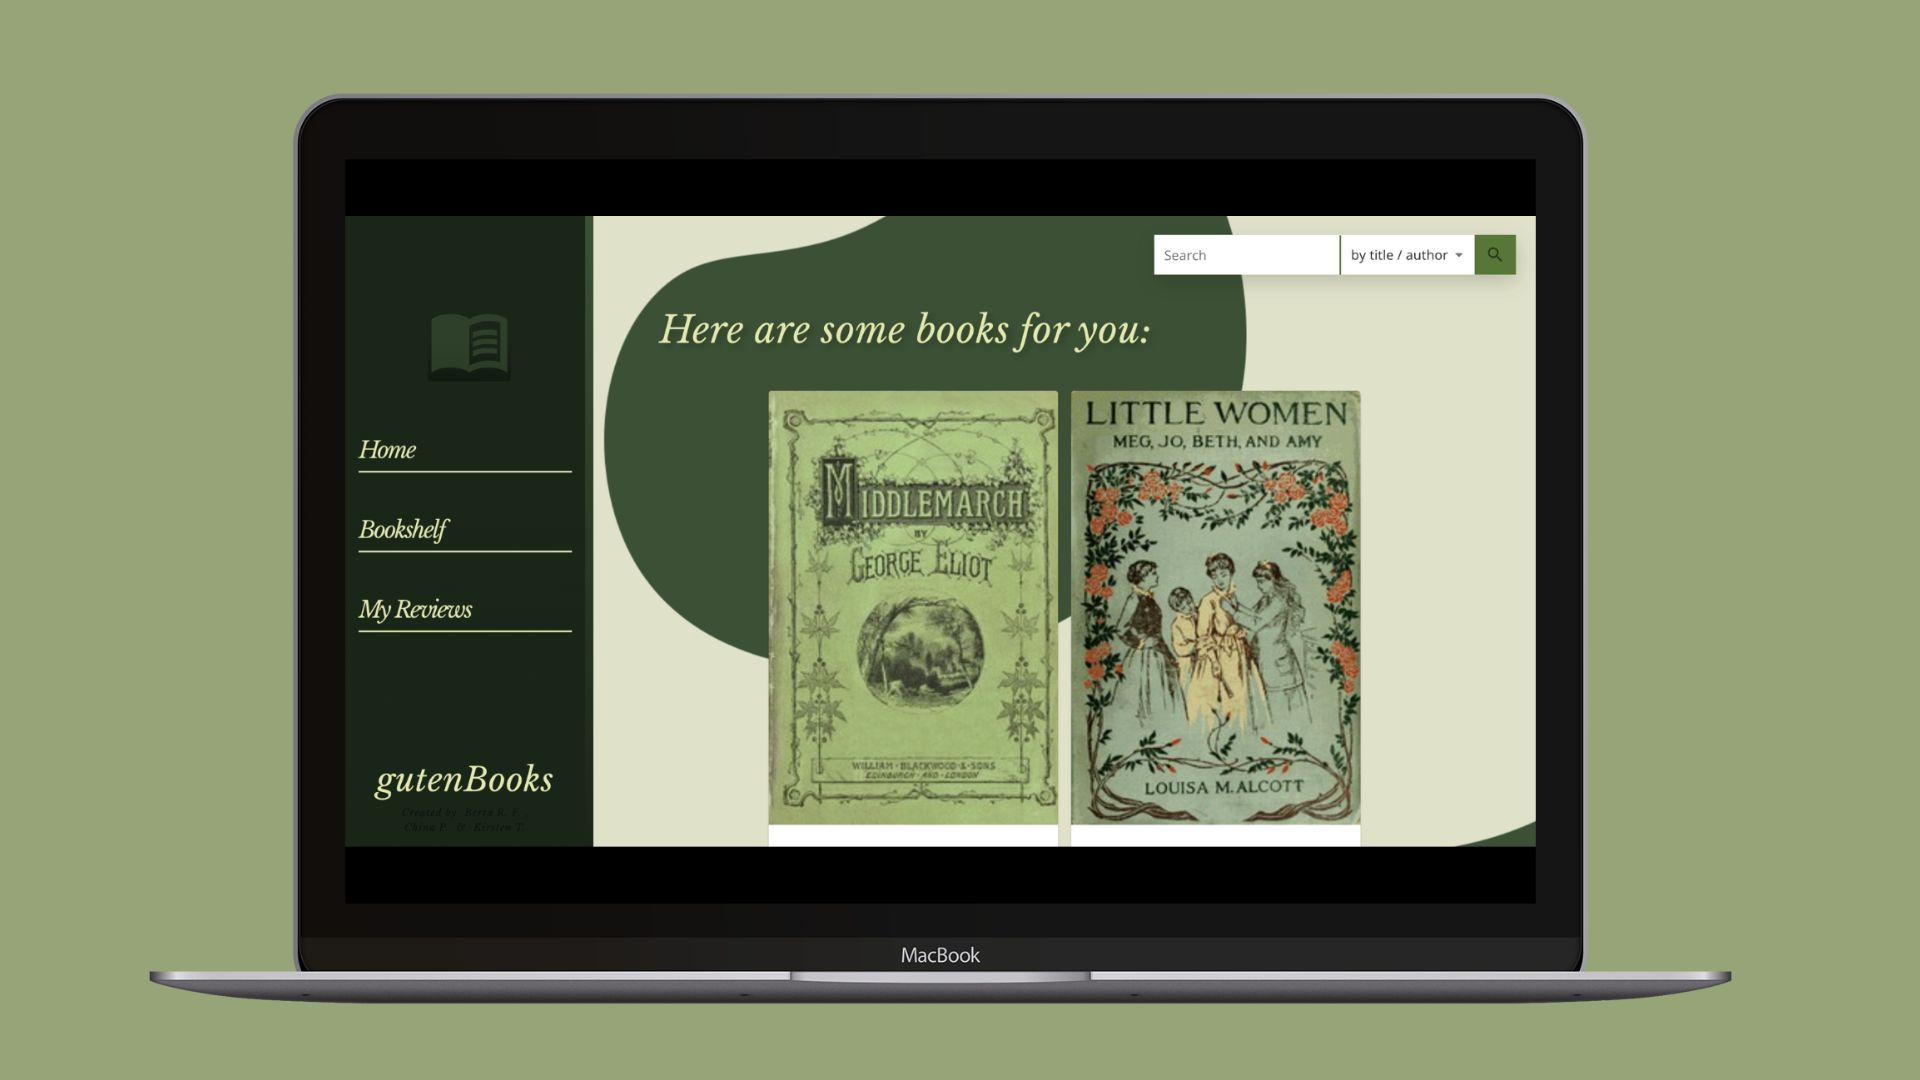 Search
by title / author
Here are some books for you:
Home
Bookshelf
My Reviews
gutenBooks
Created by Berta R. F. ,
China P. & Kirsten T.
MIDDLEMARCH
BY
GEORGE ELIOT
WILLIAM · BLACKWOOD · & · SONS
EDINBURGH · AND · LONDON
LITTLE WOMEN
MEG, JO, BETH, AND AMY
LOUISA M. ALCOTT
MacBook